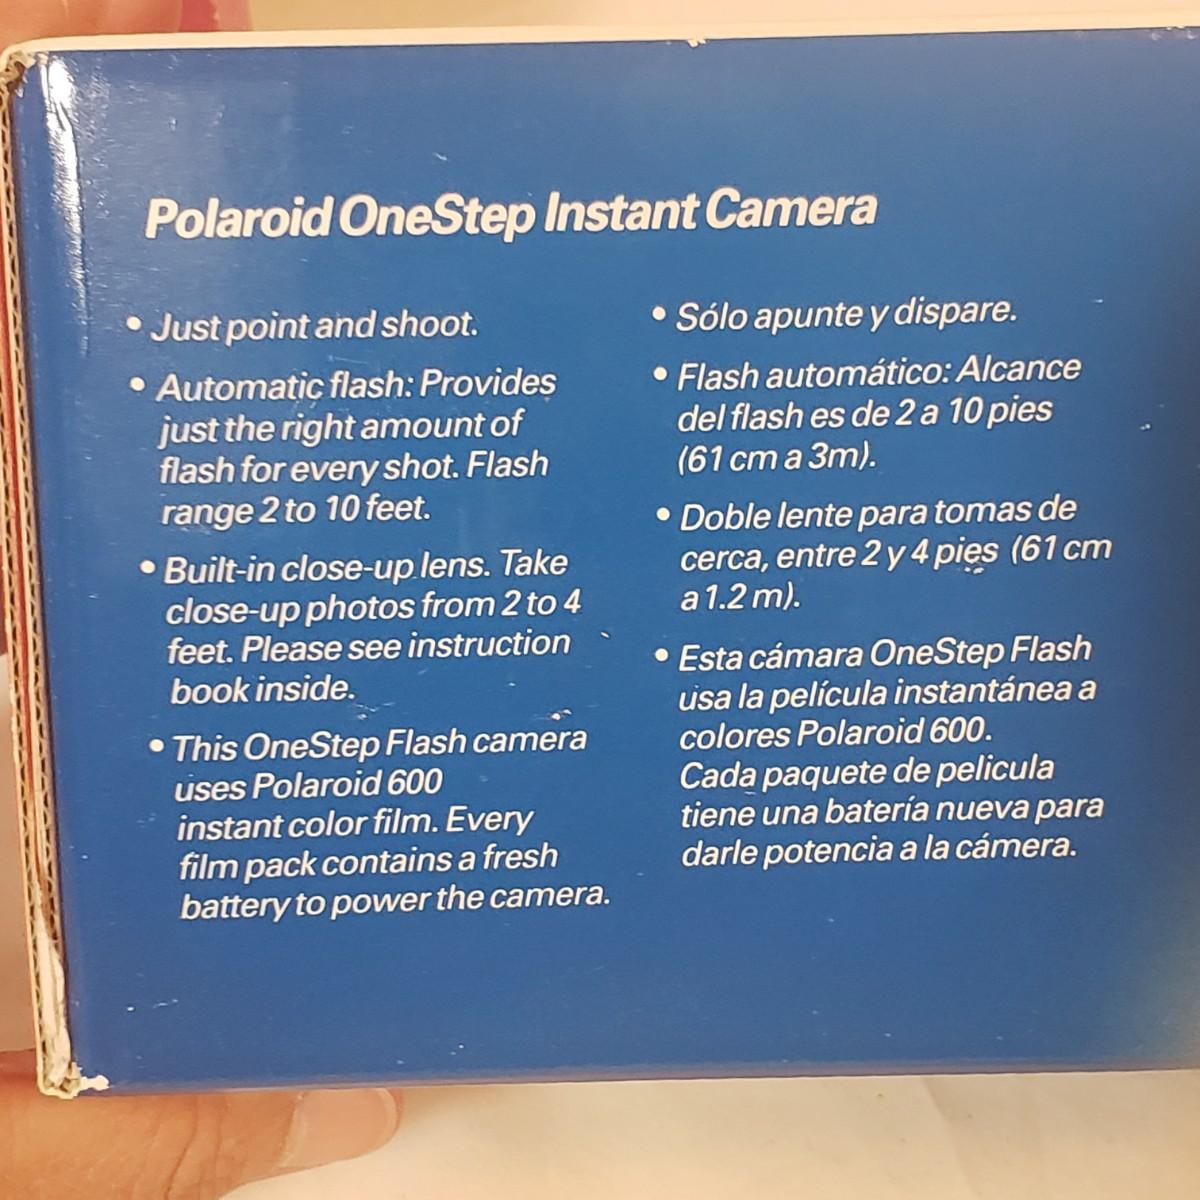 Polaroid OneStep Instant Camera
• Just point and shoot.
• Automatic flash: Provides
just the right amount of
flash for every shot. Flash
range 2 to 10 feet.
• Built-in close-up lens. Take
close-up photos from 2 to 4
feet. Please see instruction
book inside.
• This OneStep Flash camera
uses Polaroid 600
instant color film. Every
film pack contains a fresh
battery to power the camera.
• Sólo apunte y dispare.
• Flash automático: Alcance
del flash es de 2 a 10 pies
(61 cm a 3m).
• Doble lente para tomas de
cerca, entre 2 y 4 pies (61 cm
a 1.2 m).
• Esta cámara OneStep Flash
usa la película instantánea a
colores Polaroid 600.
Cada paquete de pelicula
tiene una batería nueva para
darle potencia a la cámera.